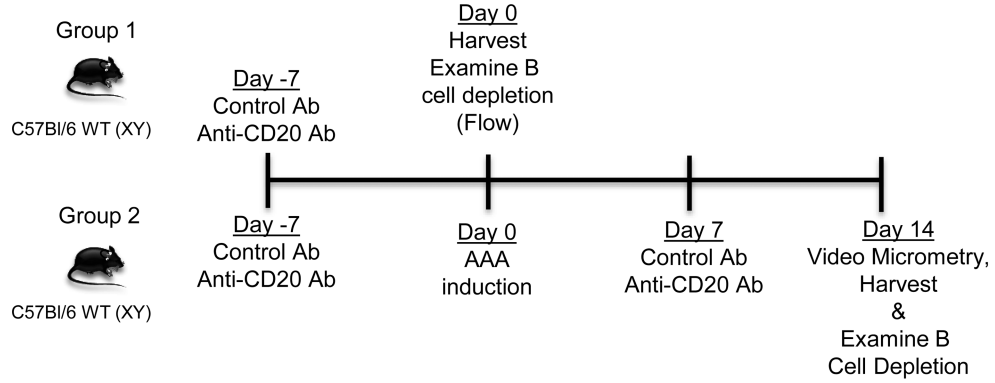 Group 1
C57Bl/6 WT (XY)
Day -7
Control Ab
Anti-CD20 Ab
Day 0
Harvest
Examine B
cell depletion
(Flow)
Group 2
C57Bl/6 WT (XY)
Day -7
Control Ab
Anti-CD20 Ab
Day 0
AAA
induction
Day 7
Control Ab
Anti-CD20 Ab
Day 14
Video Micrometry,
Harvest
&
Examine B
Cell Depletion